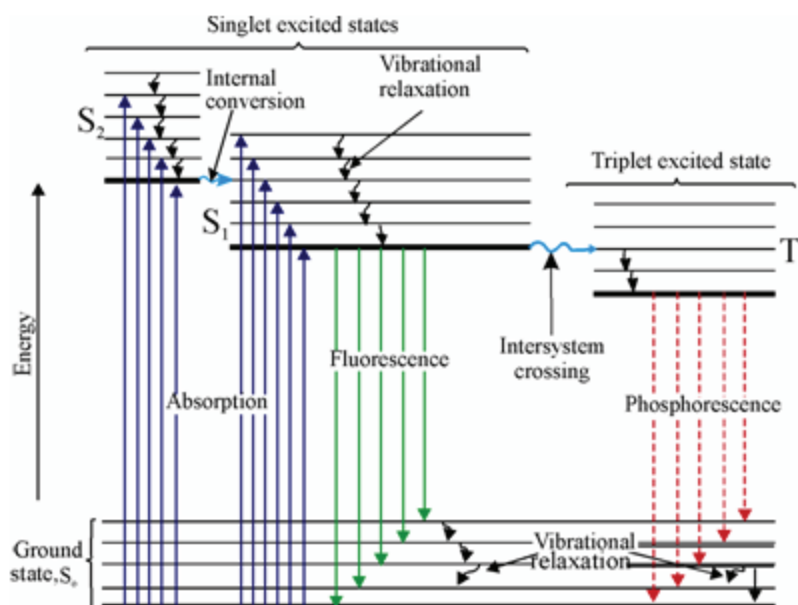 Singlet excited states
Internal
conversion
Vibrational
relaxation
S2
Triplet excited state
S1
T
Energy
Fluorescence
Intersystem
crossing
Absorption
Phosphorescence
Ground
state, So
Vibrational
relaxation